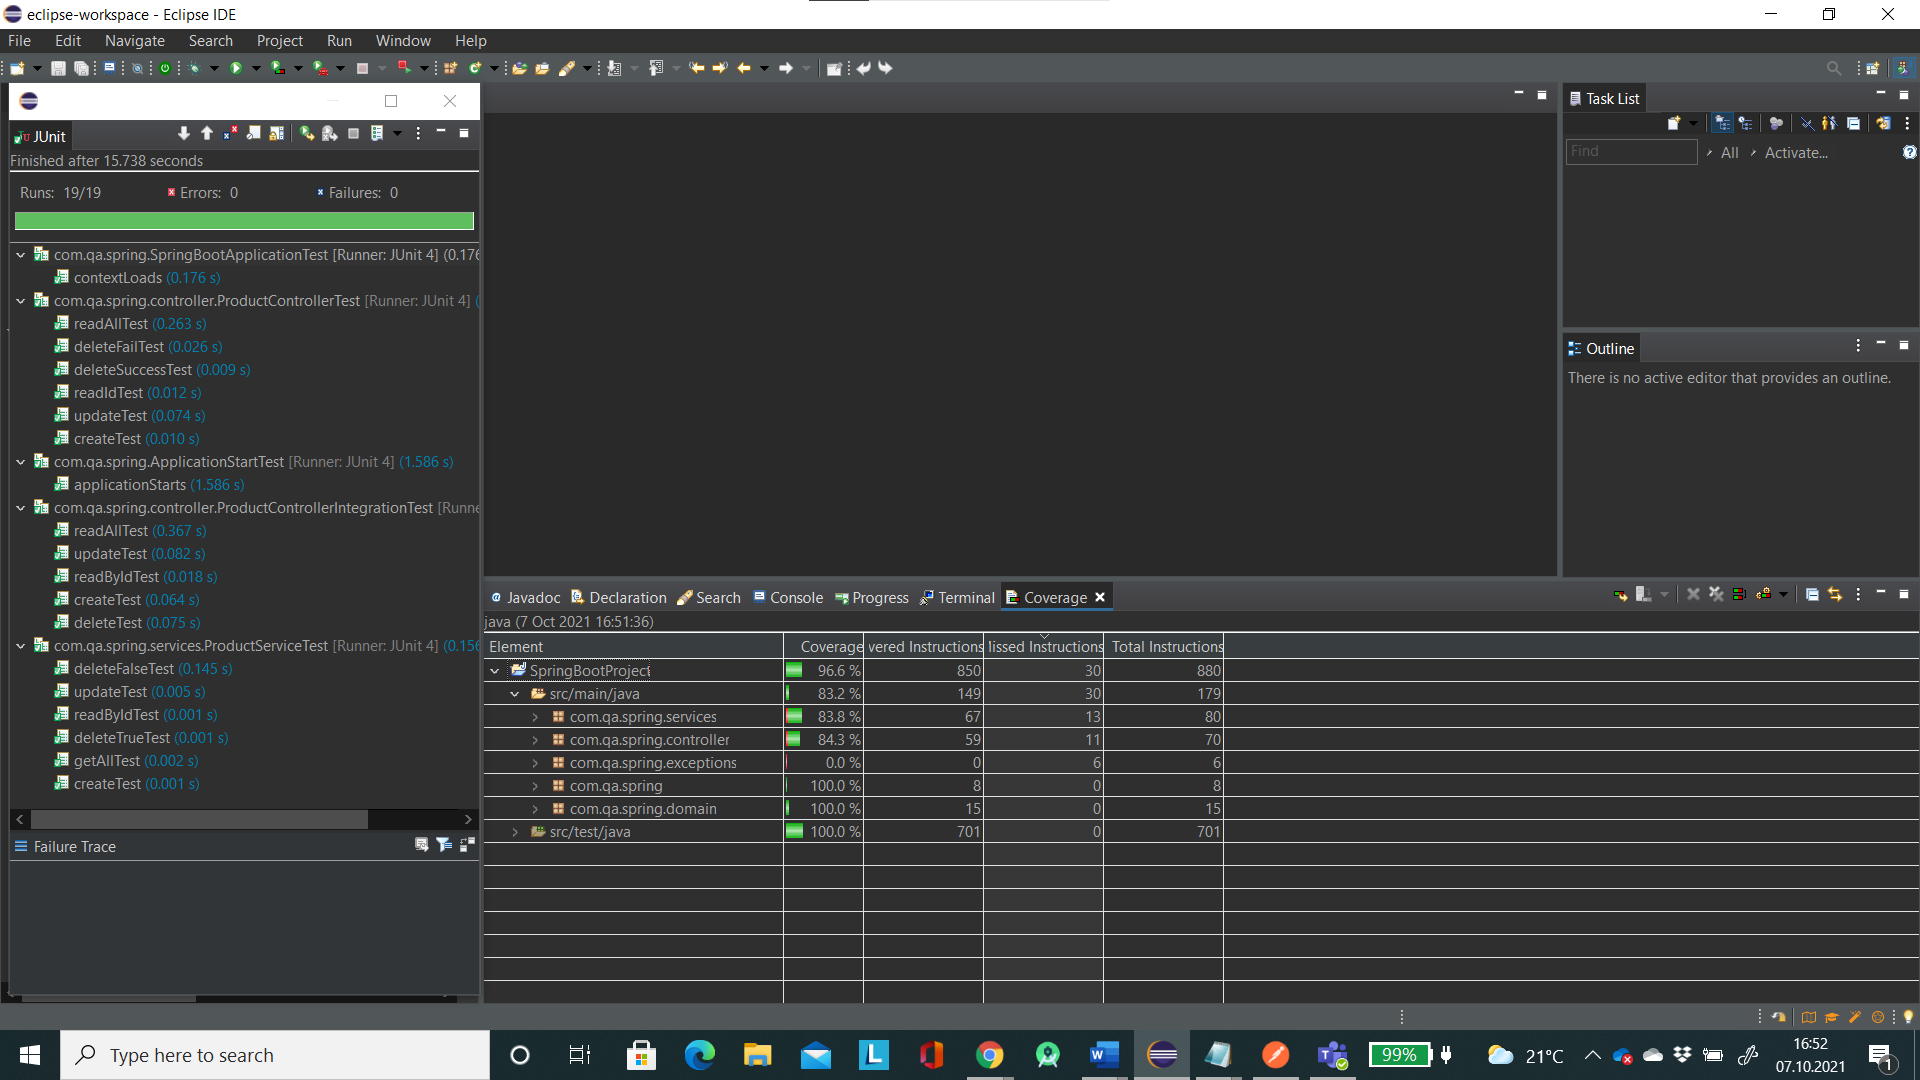 eclipse-workspace - Eclipse IDE
File Edit Navigate Search Project Run Window Help
JUnit
Finished after 15.738 seconds
Runs: 19/19 Errors: 0 Failures: 0
com.qa.spring.SpringBootApplicationTest [Runner: JUnit 4] (0.176
contextLoads (0.176 s)
com.qa.spring.controller.ProductControllerTest [Runner: JUnit 4] (
readAllTest (0.263 s)
deleteFailTest (0.026 s)
deleteSuccessTest (0.009 s)
readIdTest (0.012 s)
updateTest (0.074 s)
createTest (0.010 s)
com.qa.spring.ApplicationStartTest [Runner: JUnit 4] (1.586 s)
applicationStarts (1.586 s)
com.qa.spring.controller.ProductControllerIntegrationTest [Runne
readAllTest (0.367 s)
updateTest (0.082 s)
readByIdTest (0.018 s)
createTest (0.064 s)
deleteTest (0.075 s)
com.qa.spring.services.ProductServiceTest [Runner: JUnit 4] (0.156
deleteFalseTest (0.145 s)
updateTest (0.005 s)
readByIdTest (0.001 s)
deleteTrueTest (0.001 s)
getAllTest (0.002 s)
createTest (0.001 s)
Failure Trace
Task List
Find All Activate...
Outline
There is no active editor that provides an outline.
Javadoc Declaration Search Console Progress Terminal Coverage
java (7 Oct 2021 16:51:36)
Element Coverage vered Instructions lissed Instructions Total Instructions
SpringBootProject 96.6 % 850 30 880
src/main/java 83.2 % 149 30 179
com.qa.spring.services 83.8 % 67 13 80
com.qa.spring.controller 84.3 % 59 11 70
com.qa.spring.exceptions 0.0 % 0 6 6
com.qa.spring 100.0 % 8 0 8
com.qa.spring.domain 100.0 % 15 0 15
src/test/java 100.0 % 701 0 701
Type here to search
99%
21°C
16:52
07.10.2021
1